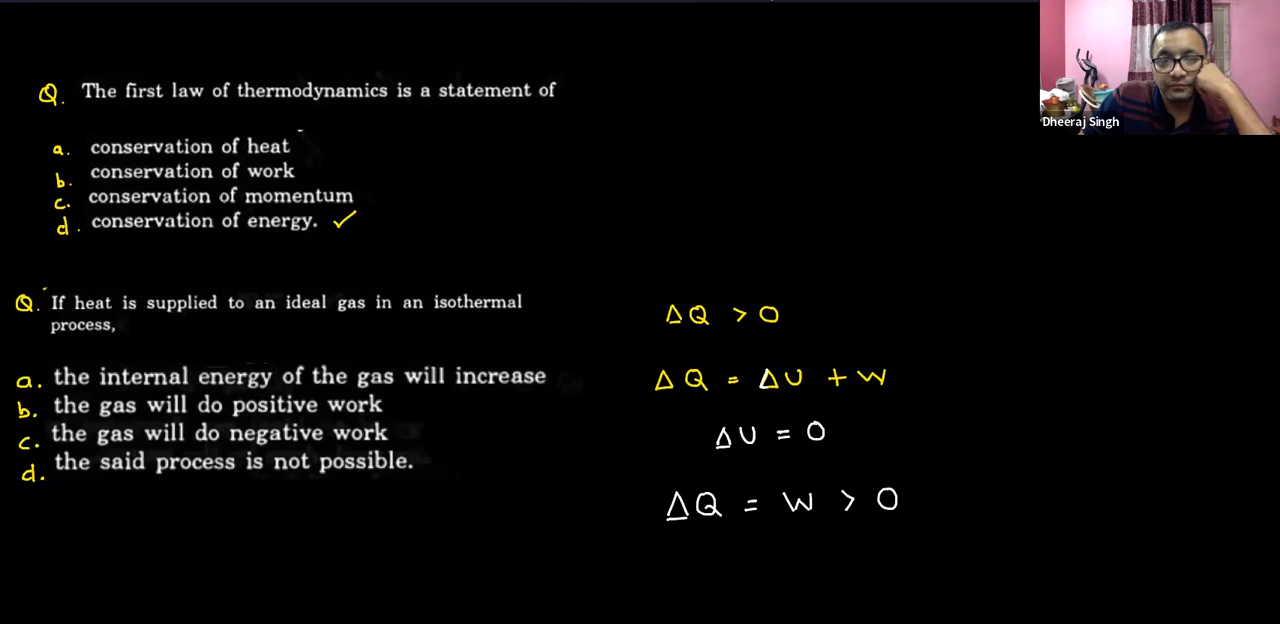 Q. The first law of thermodynamics is a statement of
a. conservation of heat
b. conservation of work
c. conservation of momentum
d. conservation of energy. ✓
Q. If heat is supplied to an ideal gas in an isothermal
process,
a. the internal energy of the gas will increase
b. the gas will do positive work
c. the gas will do negative work
d. the said process is not possible.
ΔQ > 0
ΔQ = ΔU + W
ΔU = 0
ΔQ = W > 0
Dheeraj Singh